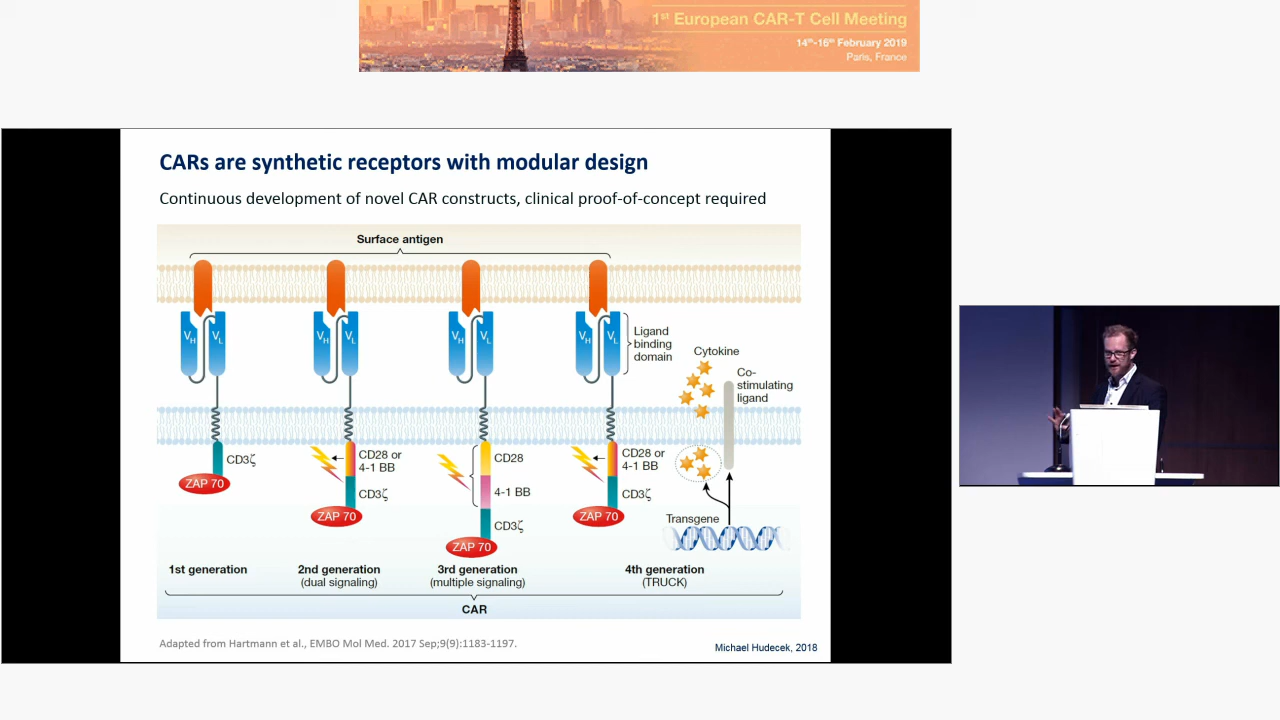 1st European CAR-T Cell Meeting
14th-16th February 2019
Paris, France
CARs are synthetic receptors with modular design
Continuous development of novel CAR constructs, clinical proof-of-concept required
Surface antigen
VH VL
VH VL
VH VL
VH VL
Ligand
binding
domain
Cytokine
Co-
stimulating
ligand
CD3ζ
ZAP 70
CD28 or
4-1 BB
CD3ζ
ZAP 70
CD28
4-1 BB
CD3ζ
ZAP 70
CD28 or
4-1 BB
CD3ζ
ZAP 70
Transgene
1st generation
2nd generation
(dual signaling)
3rd generation
(multiple signaling)
4th generation
(TRUCK)
CAR
Adapted from Hartmann et al., EMBO Mol Med. 2017 Sep;9(9):1183-1197.
Michael Hudecek, 2018